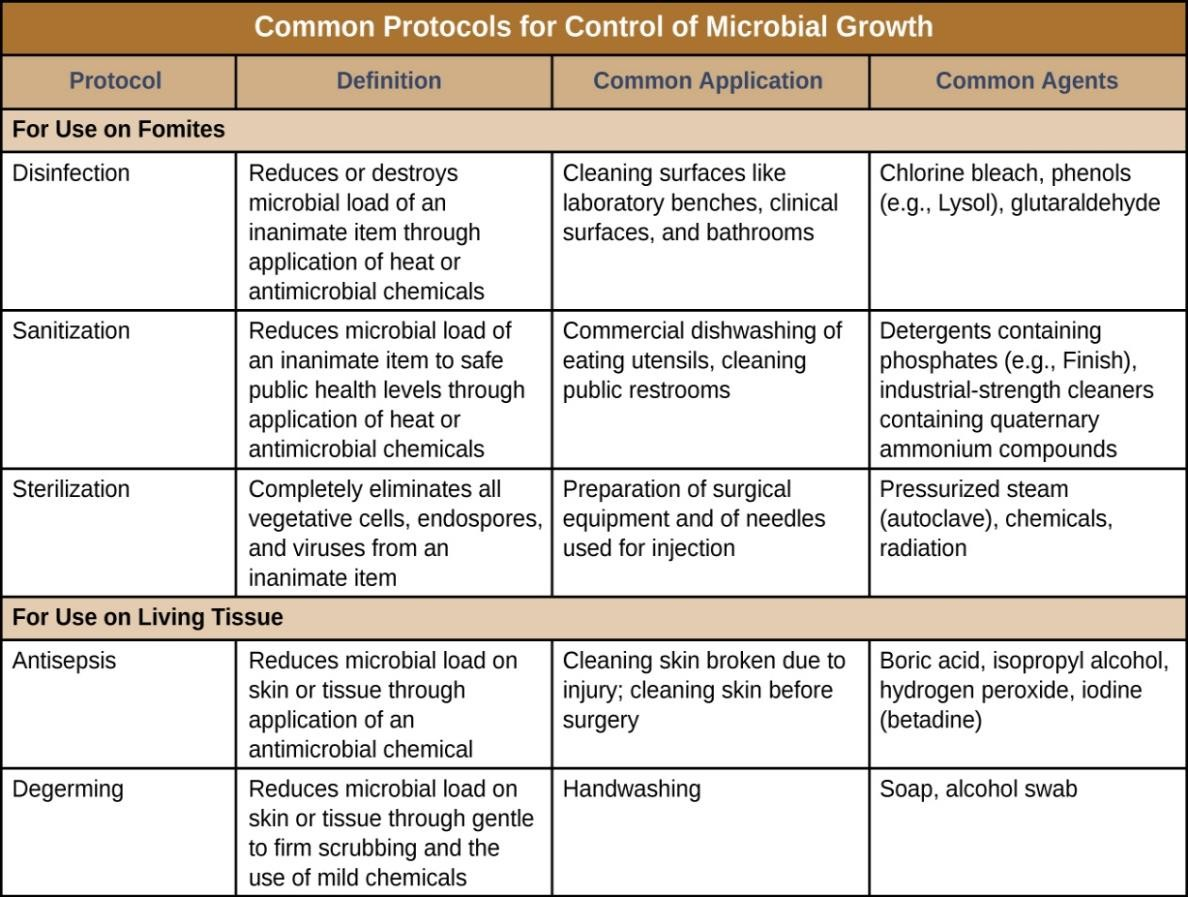 Common Protocols for Control of Microbial Growth
Protocol
Definition
Common Application
Common Agents
For Use on Fomites
Disinfection
Reduces or destroys
microbial load of an
inanimate item through
application of heat or
antimicrobial chemicals
Cleaning surfaces like
laboratory benches, clinical
surfaces, and bathrooms
Chlorine bleach, phenols
(e.g., Lysol), glutaraldehyde
Sanitization
Reduces microbial load of
an inanimate item to safe
public health levels through
application of heat or
antimicrobial chemicals
Commercial dishwashing of
eating utensils, cleaning
public restrooms
Detergents containing
phosphates (e.g., Finish),
industrial-strength cleaners
containing quaternary
ammonium compounds
Sterilization
Completely eliminates all
vegetative cells, endospores,
and viruses from an
inanimate item
Preparation of surgical
equipment and of needles
used for injection
Pressurized steam
(autoclave), chemicals,
radiation
For Use on Living Tissue
Antisepsis
Reduces microbial load on
skin or tissue through
application of an
antimicrobial chemical
Cleaning skin broken due to
injury; cleaning skin before
surgery
Boric acid, isopropyl alcohol,
hydrogen peroxide, iodine
(betadine)
Degerming
Reduces microbial load on
skin or tissue through gentle
to firm scrubbing and the
use of mild chemicals
Handwashing
Soap, alcohol swab